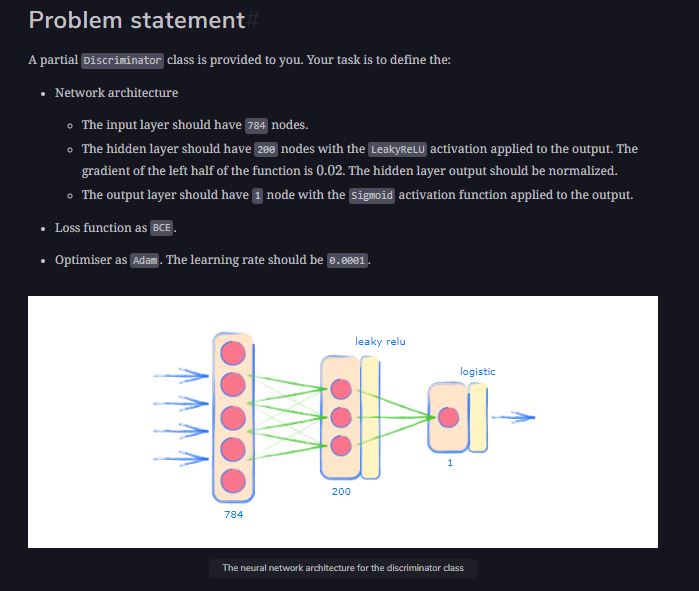 Problem statement#
A partial Discriminator class is provided to you. Your task is to define the:
• Network architecture
◦ The input layer should have 784 nodes.
◦ The hidden layer should have 200 nodes with the LeakyReLU activation applied to the output. The
gradient of the left half of the function is 0.02. The hidden layer output should be normalized.
◦ The output layer should have 1 node with the Sigmoid activation function applied to the output.
• Loss function as BCE.
• Optimiser as Adam. The learning rate should be 0.0001.
leaky relu
logistic
1
200
784
The neural network architecture for the discriminator class